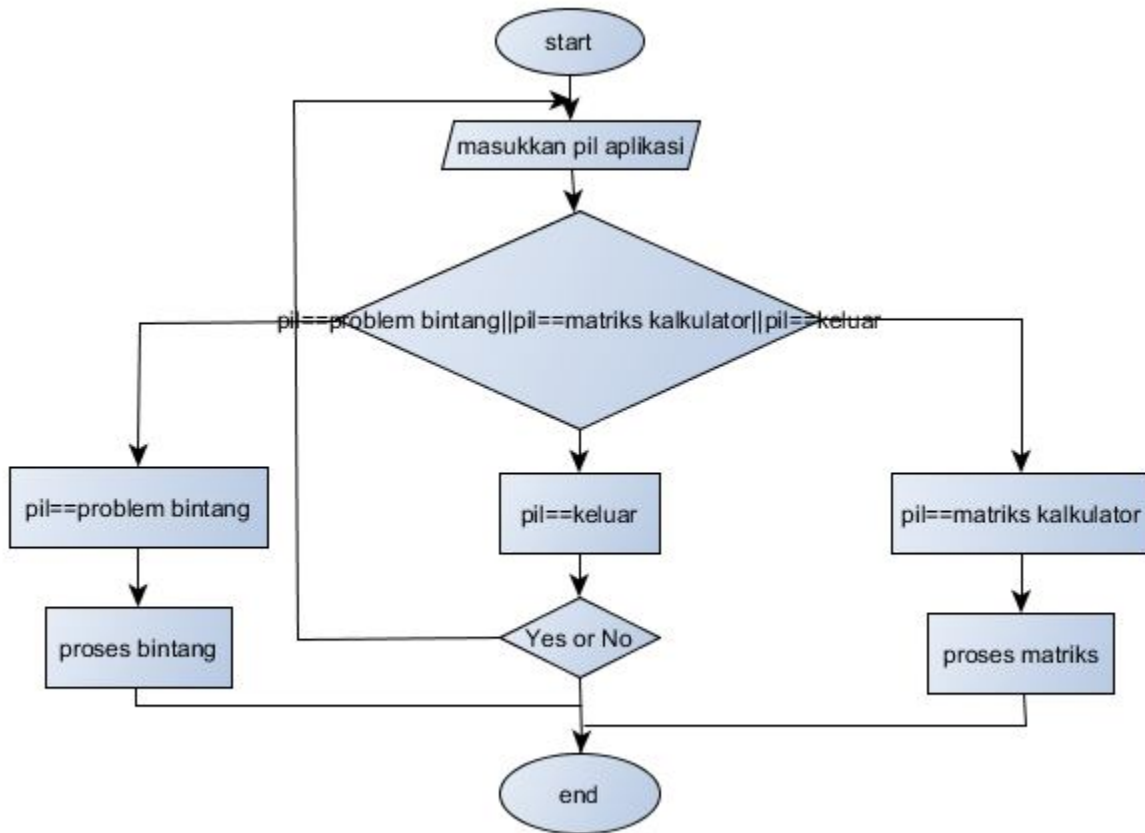 start
masukkan pil aplikasi
pil==problem bintang||pil==matriks kalkulator||pil==keluar
pil==problem bintang
pil==keluar
pil==matriks kalkulator
proses bintang
Yes or No
proses matriks
end